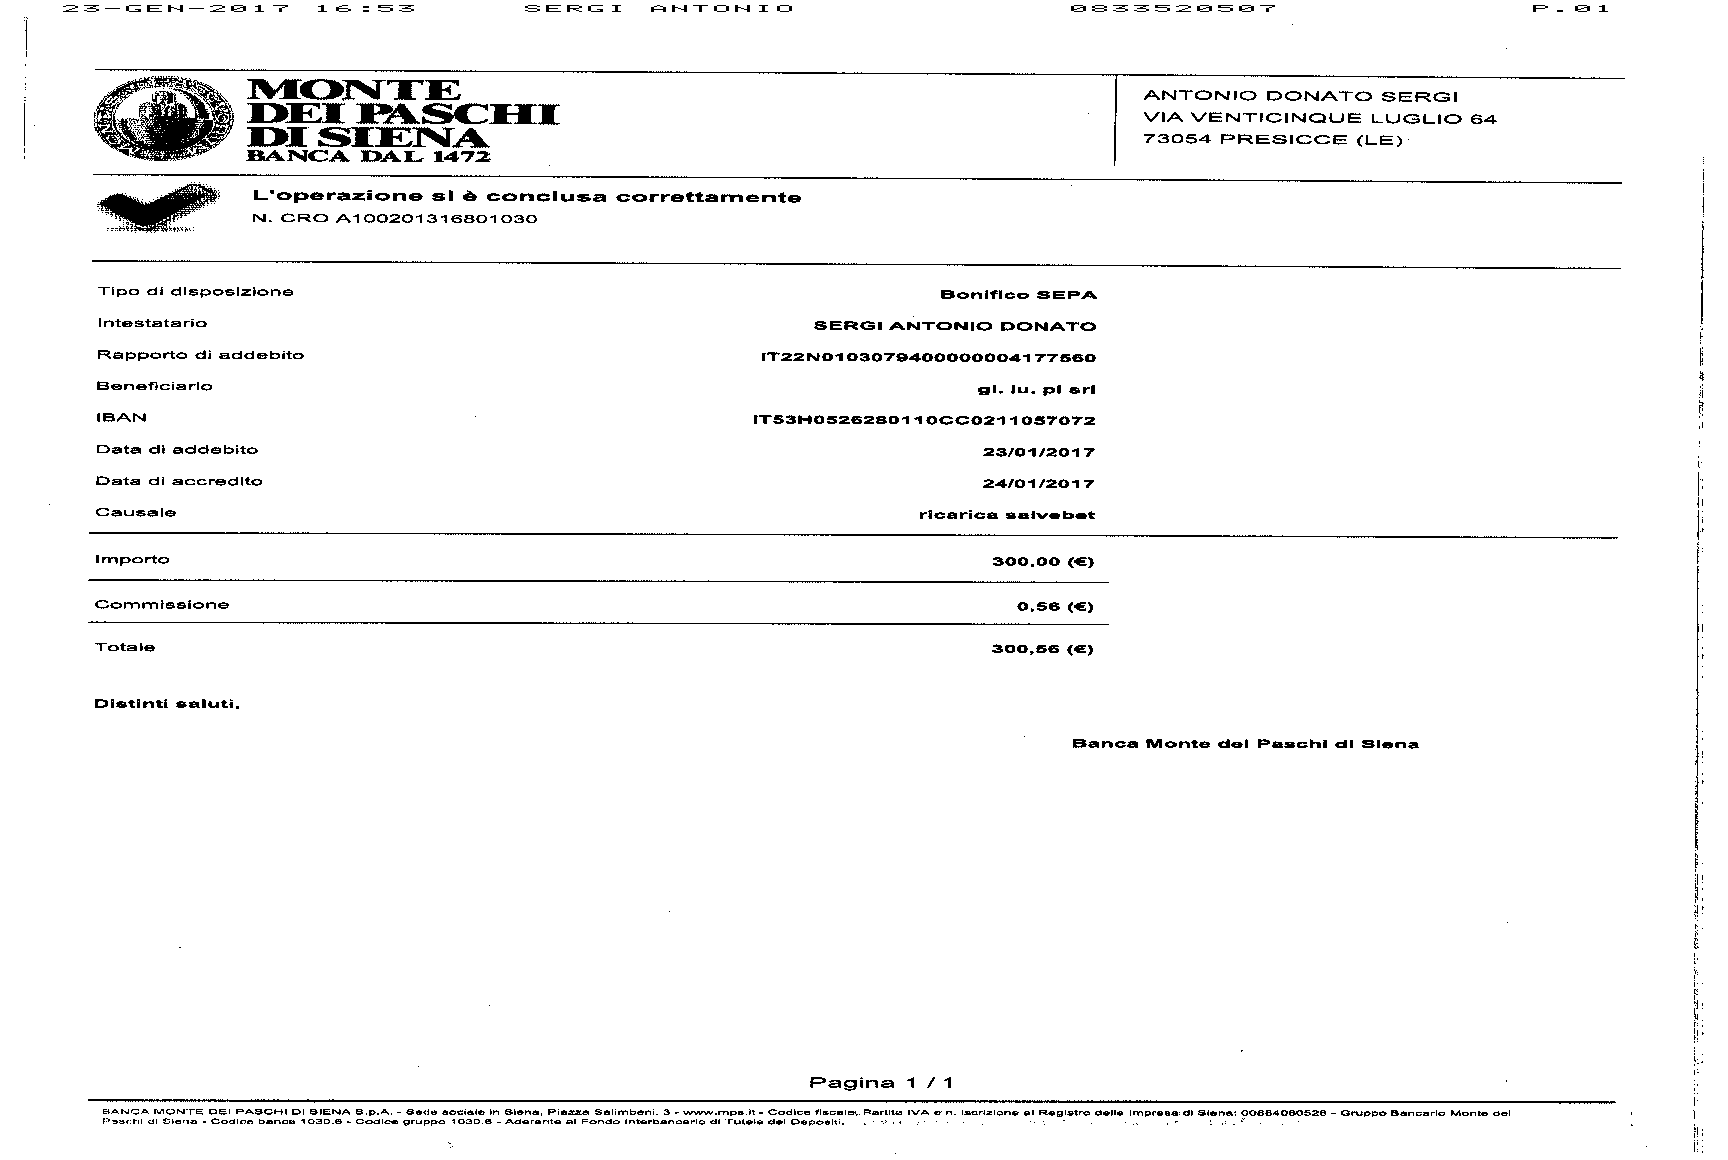 23-GEN-2017 16:53 SERGI ANTONIO 0833520507 P.01
MONTE
DEI PASCHI
DI SIENA
BANCA DAL 1472
ANTONIO DONATO SERGI
VIA VENTICINQUE LUGLIO 64
73054 PRESICCE (LE)
L'operazione si è conclusa correttamente
N. CRO A100201316801030
Tipo di disposizione Bonifico SEPA
Intestatario SERGI ANTONIO DONATO
Rapporto di addebito IT22N0103079400000004177560
Beneficiario gi. lu. pi srl
IBAN IT53H0526280110CC0211057072
Data di addebito 23/01/2017
Data di accredito 24/01/2017
Causale ricarica salvebet
Importo 300,00 (€)
Commissione 0,56 (€)
Totale 300,56 (€)
Distinti saluti.
Banca Monte dei Paschi di Siena
Pagina 1 / 1
BANCA MONTE DEI PASCHI DI SIENA S.p.A. - Sede sociale in Siena, Piazza Salimbeni, 3 - www.mps.it - Codice fiscale, Partita IVA e n. iscrizione al Registro delle Imprese di Siena: 00884060526 - Gruppo Bancario Monte dei
Paschi di Siena - Codice banca 1030.6 - Codice gruppo 1030.6 - Aderente al Fondo Interbancario di Tutela dei Depositi.